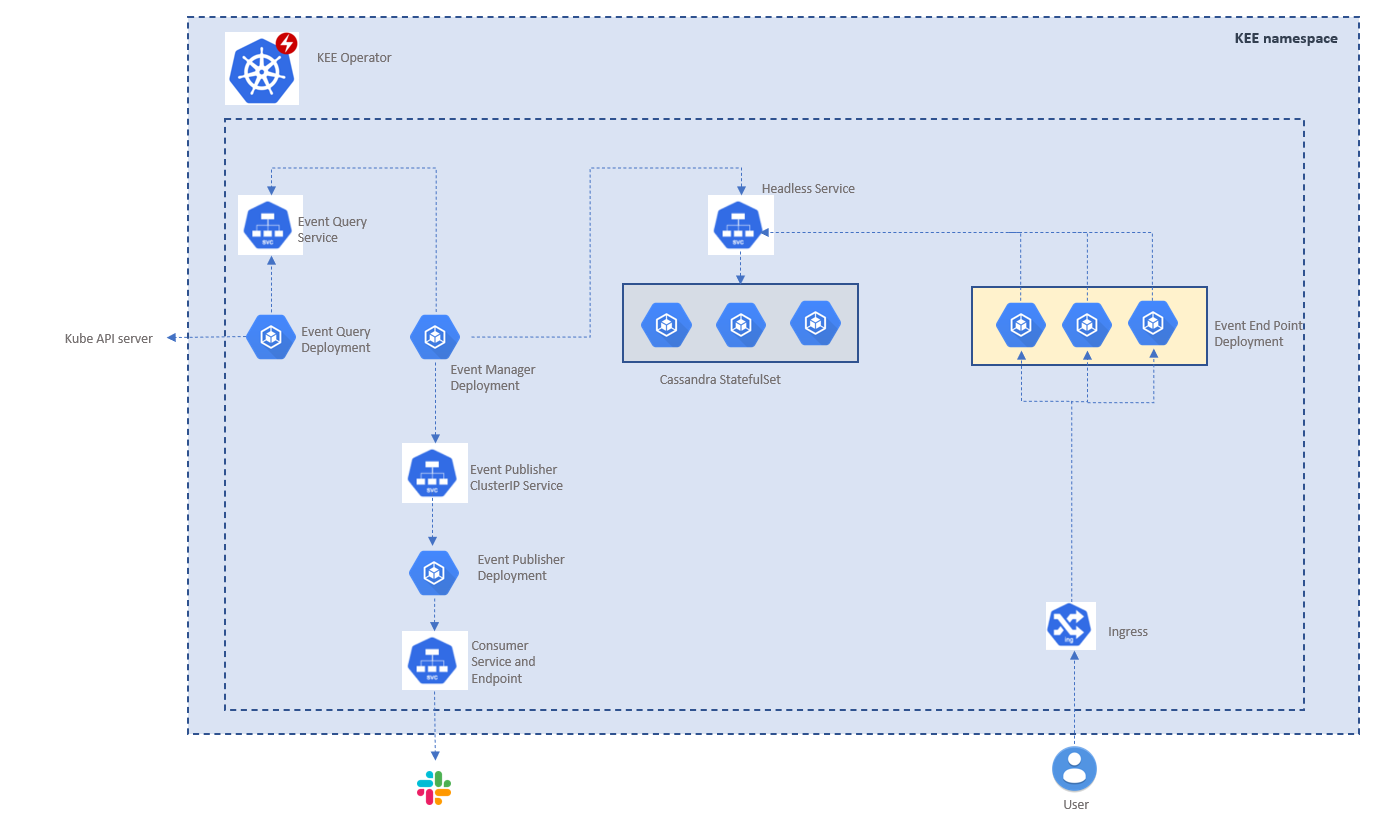 KEE namespace
KEE Operator
Headless Service
Event Query
Service
svc
svc
Kube API server
Event Query
Deployment
Event End Point
Deployment
Event Manager
Deployment
Cassandra StatefulSet
Event Publisher
ClusterIP Service
svc
Event Publisher
Deployment
Consumer
Service and
Endpoint
svc
Ingress
ing
User